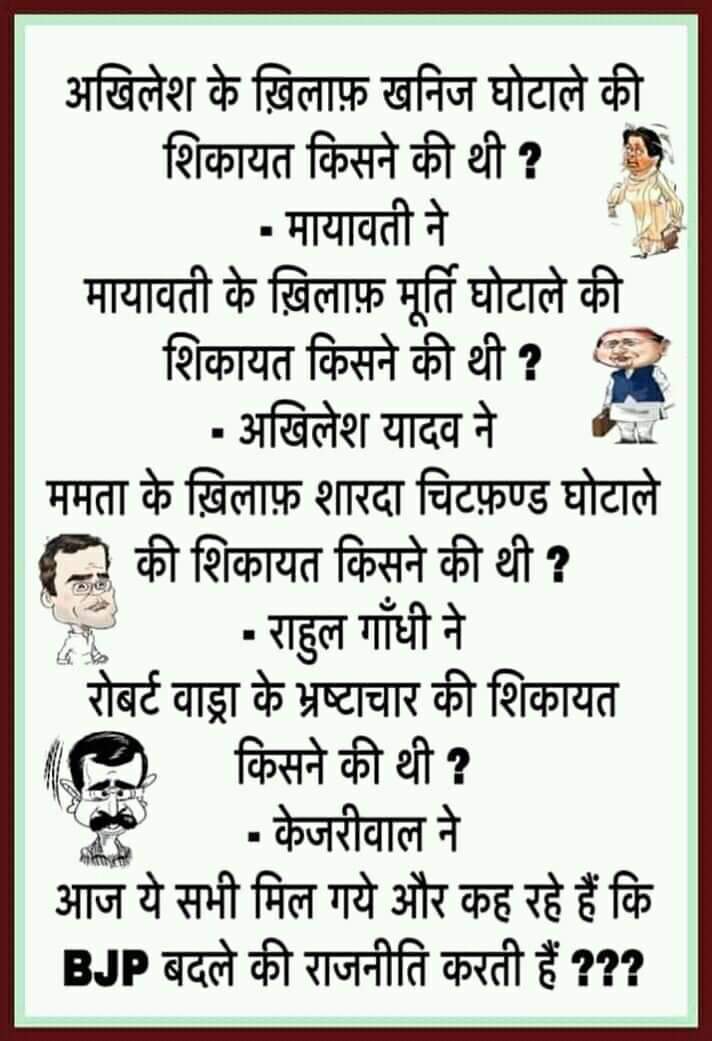 अखिलेश के ख़िलाफ़ खनिज घोटाले की
शिकायत किसने की थी ?
- मायावती ने
मायावती के ख़िलाफ़ मूर्ति घोटाले की
शिकायत किसने की थी ?
- अखिलेश यादव ने
ममता के ख़िलाफ़ शारदा चिटफ़ण्ड घोटाले
की शिकायत किसने की थी ?
- राहुल गाँधी ने
रोबर्ट वाड्रा के भ्रष्टाचार की शिकायत
किसने की थी ?
- केजरीवाल ने
आज ये सभी मिल गये और कह रहे हैं कि
BJP बदले की राजनीति करती हैं ???